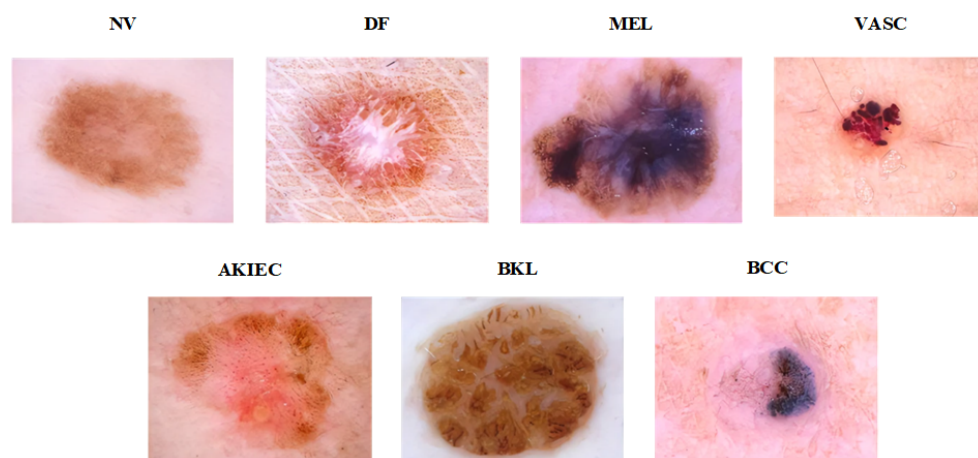 NV
DF
MEL
VASC
AKIEC
BKL
BCC